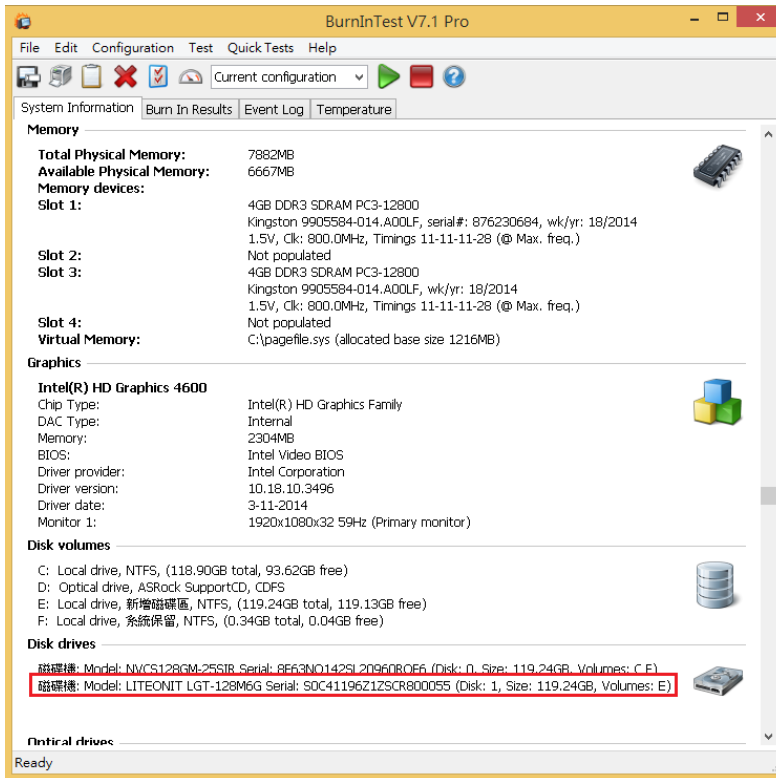 BurnInTest V7.1 Pro
File Edit Configuration Test Quick Tests Help
Current configuration
System Information Burn In Results Event Log Temperature
Memory
Total Physical Memory: 7882MB
Available Physical Memory: 6667MB
Memory devices:
Slot 1: 4GB DDR3 SDRAM PC3-12800
Kingston 9905584-014.A00LF, serial#: 876230684, wk/yr: 18/2014
1.5V, Clk: 800.0MHz, Timings 11-11-11-28 (@ Max. freq.)
Slot 2: Not populated
Slot 3: 4GB DDR3 SDRAM PC3-12800
Kingston 9905584-014.A00LF, wk/yr: 18/2014
1.5V, Clk: 800.0MHz, Timings 11-11-11-28 (@ Max. freq.)
Slot 4: Not populated
Virtual Memory: C:\pagefile.sys (allocated base size 1216MB)
Graphics
Intel(R) HD Graphics 4600
Chip Type: Intel(R) HD Graphics Family
DAC Type: Internal
Memory: 2304MB
BIOS: Intel Video BIOS
Driver provider: Intel Corporation
Driver version: 10.18.10.3496
Driver date: 3-11-2014
Monitor 1: 1920x1080x32 59Hz (Primary monitor)
Disk volumes
C: Local drive, NTFS, (118.90GB total, 93.62GB free)
D: Optical drive, ASRock SupportCD, CDFS
E: Local drive, 新增磁碟區, NTFS, (119.24GB total, 119.13GB free)
F: Local drive, 系統保留, NTFS, (0.34GB total, 0.04GB free)
Disk drives
磁碟機: Model: NVCS128GM-25SIR Serial: (Disk: 0, Size: 119.24GB, Volumes: C F)
磁碟機: Model: LITEONIT LGT-128M6G Serial: S0C41196Z1ZSCR800055 (Disk: 1, Size: 119.24GB, Volumes: E)
Optical drives
Ready